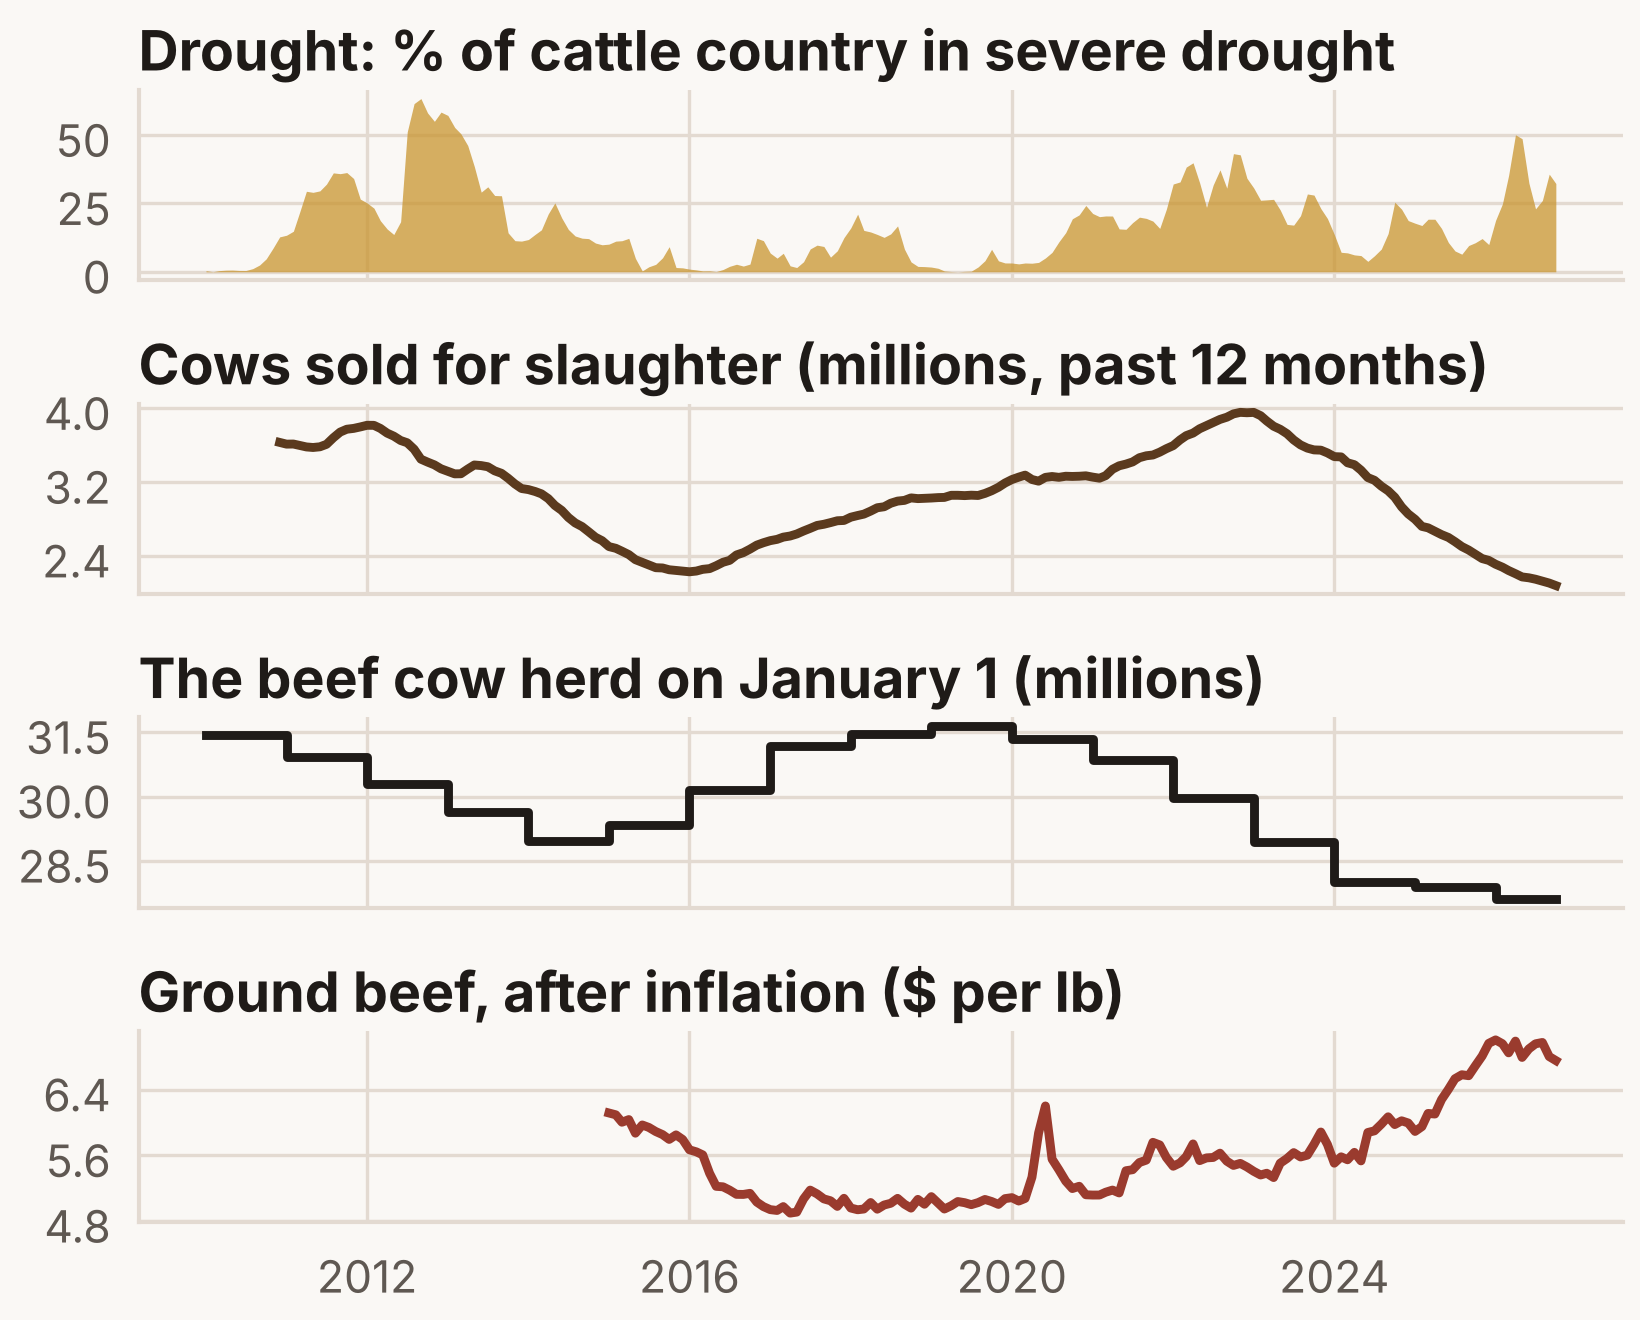 Drought: % of cattle country in severe drought
50
25
0
Cows sold for slaughter (millions, past 12 months)
4.0
3.2
2.4
The beef cow herd on January 1 (millions)
31.5
30.0
28.5
Ground beef, after inflation ($ per lb)
6.4
5.6
4.8
2012 2016 2020 2024